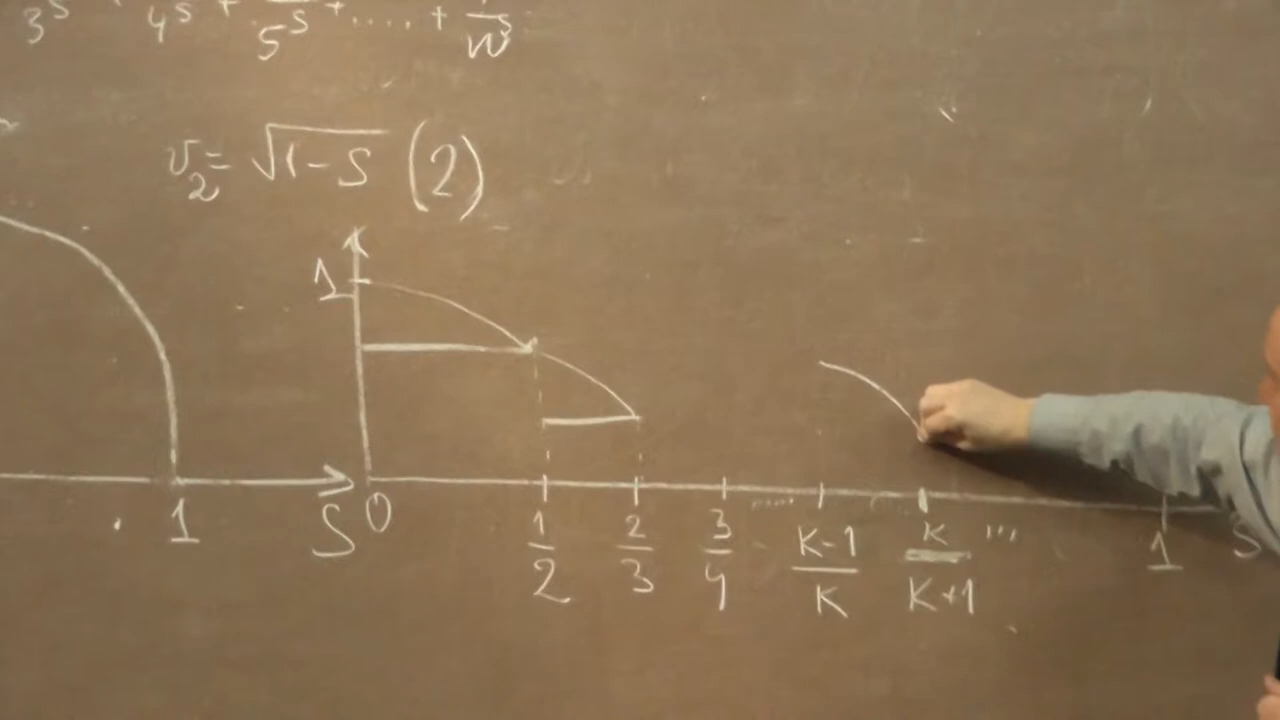 3^s 4^s + 5^s + ..... + n^s
v_2 = √(1-S) (2)
1
1 S 0 1/2 2/3 3/4 ..... K-1/K K/K+1 ... 1 S